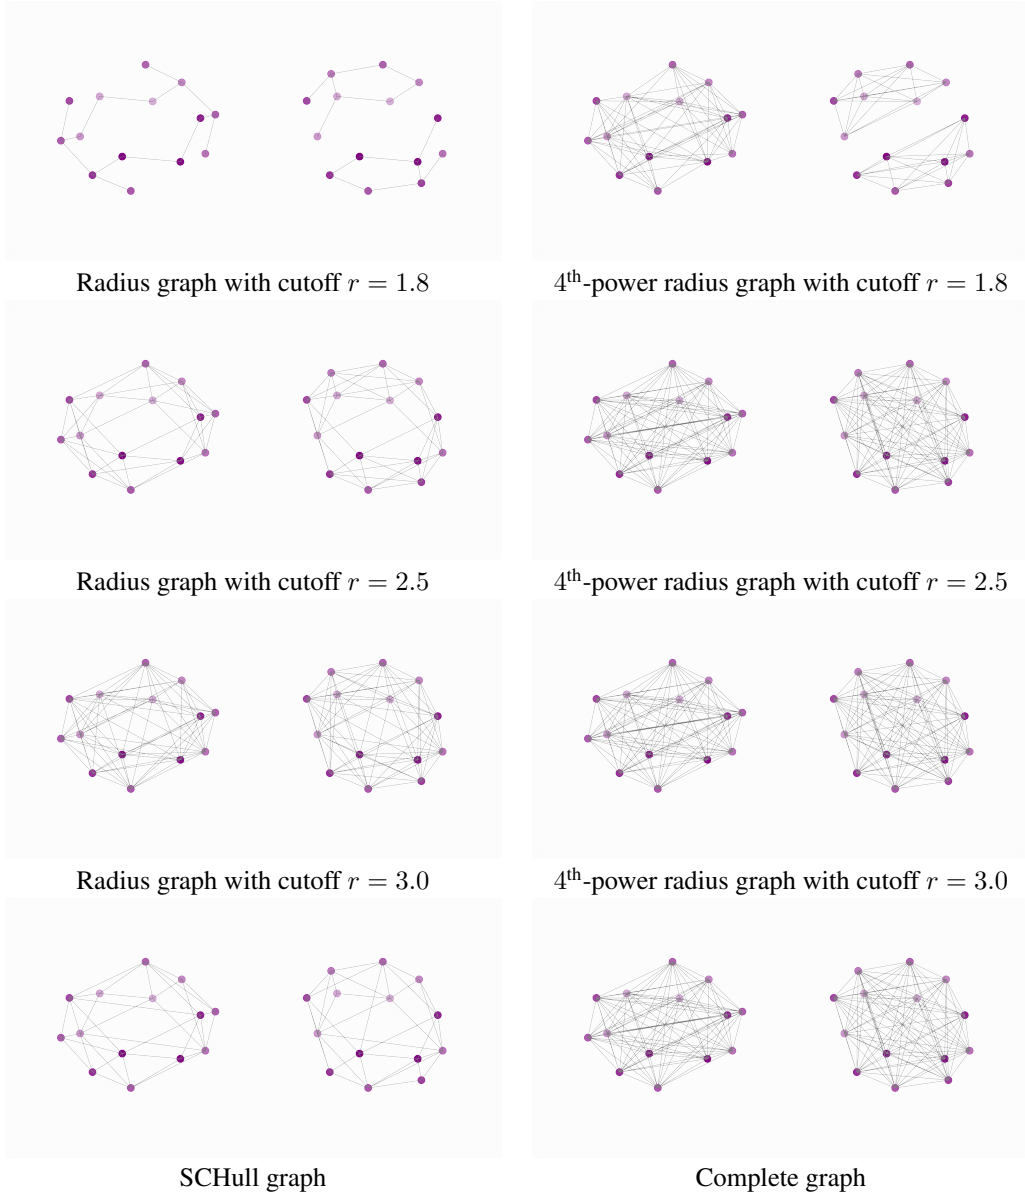 Radius graph with cutoff r = 1.8
4th-power radius graph with cutoff r = 1.8
Radius graph with cutoff r = 2.5
4th-power radius graph with cutoff r = 2.5
Radius graph with cutoff r = 3.0
4th-power radius graph with cutoff r = 3.0
SCHull graph
Complete graph